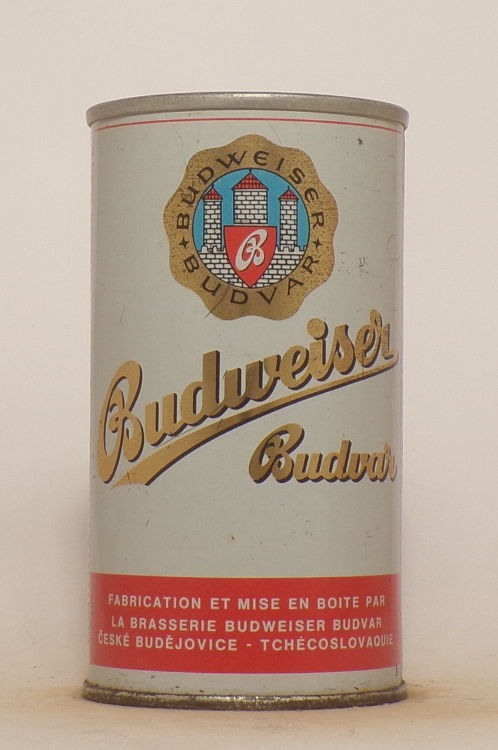 BUDWEISER
BUDVAR
B
Budweiser
Budvar
FABRICATION ET MISE EN BOITE PAR
LA BRASSERIE BUDWEISER BUDVAR
ČESKÉ BUDĚJOVICE - TCHÉCOSLOVAQUIE